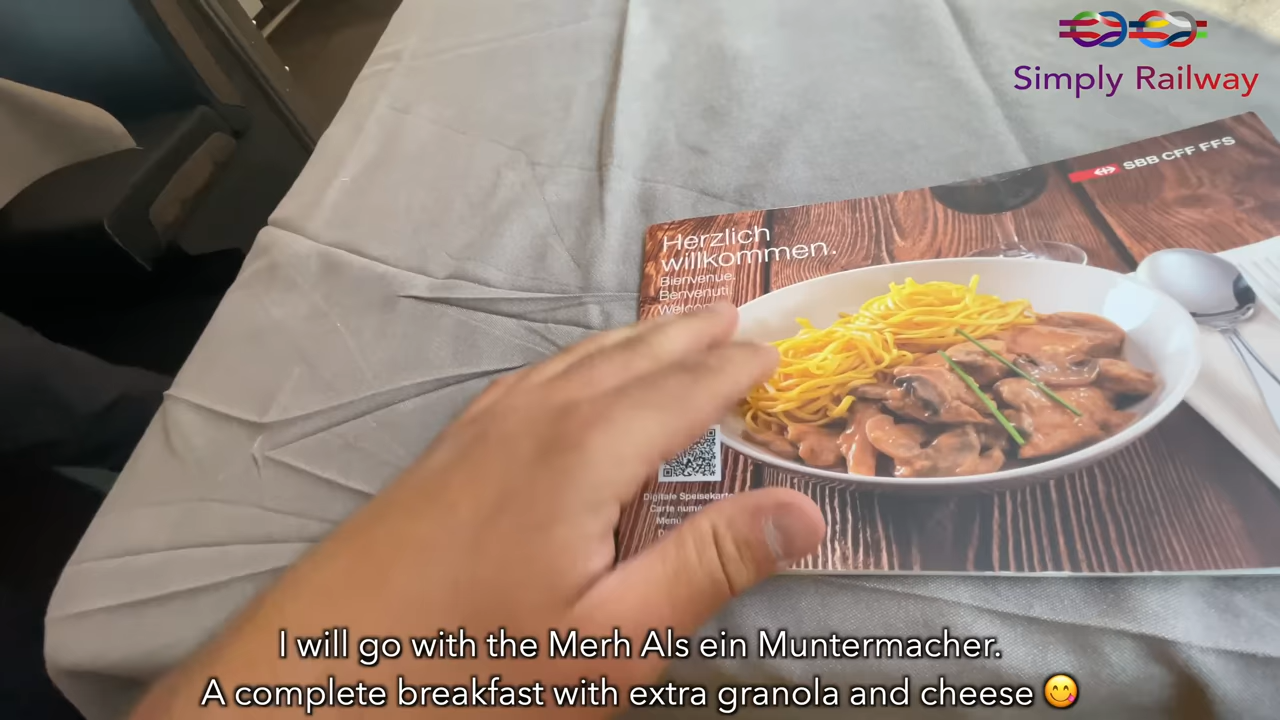 Simply Railway
SBB CFF FFS
Herzlich
willkommen.
Bienvenue.
Benvenuti.
Digitale Speisekarte
I will go with the Merh Als ein Muntermacher.
A complete breakfast with extra granola and cheese 😋